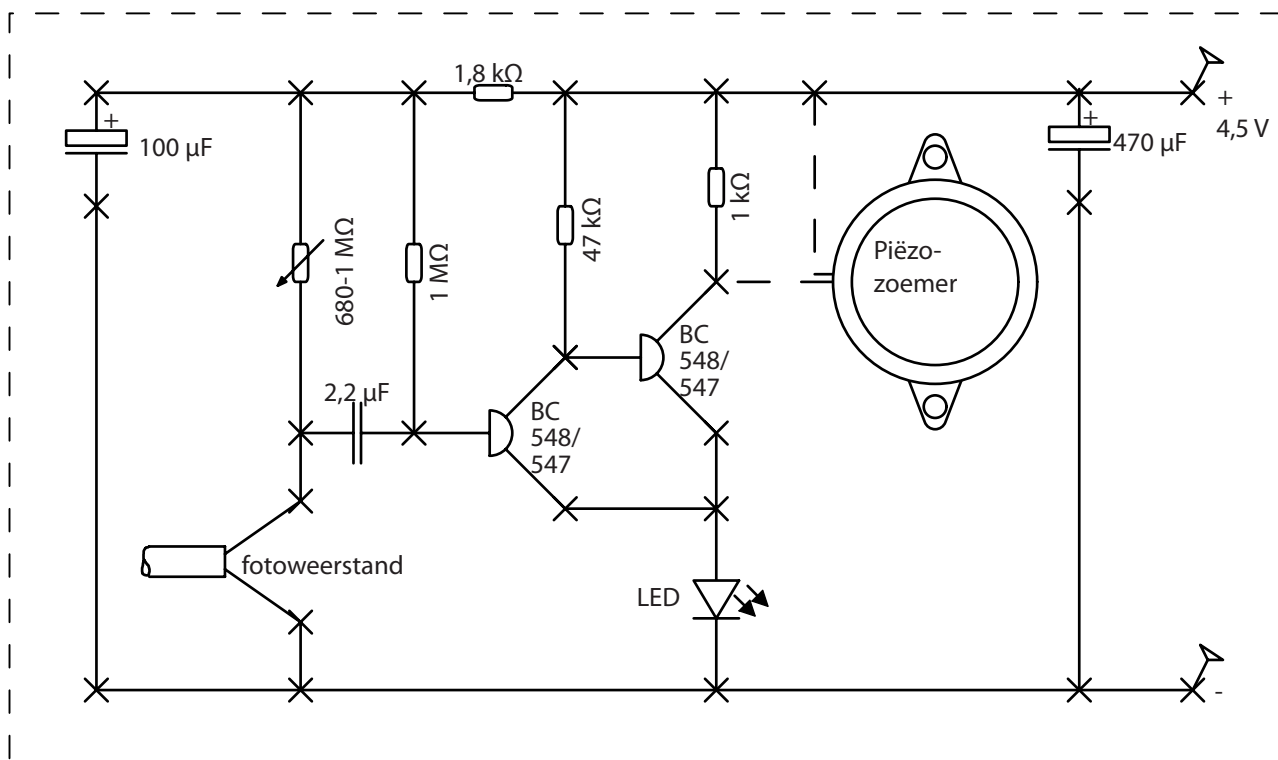 1,8 kΩ
+
100 µF
680-1 MΩ
1 MΩ
47 kΩ
1 kΩ
+
470 µF
+
4,5 V
Piëzo-
zoemer
BC
548/
547
2,2 µF
BC
548/
547
fotoweerstand
LED
-